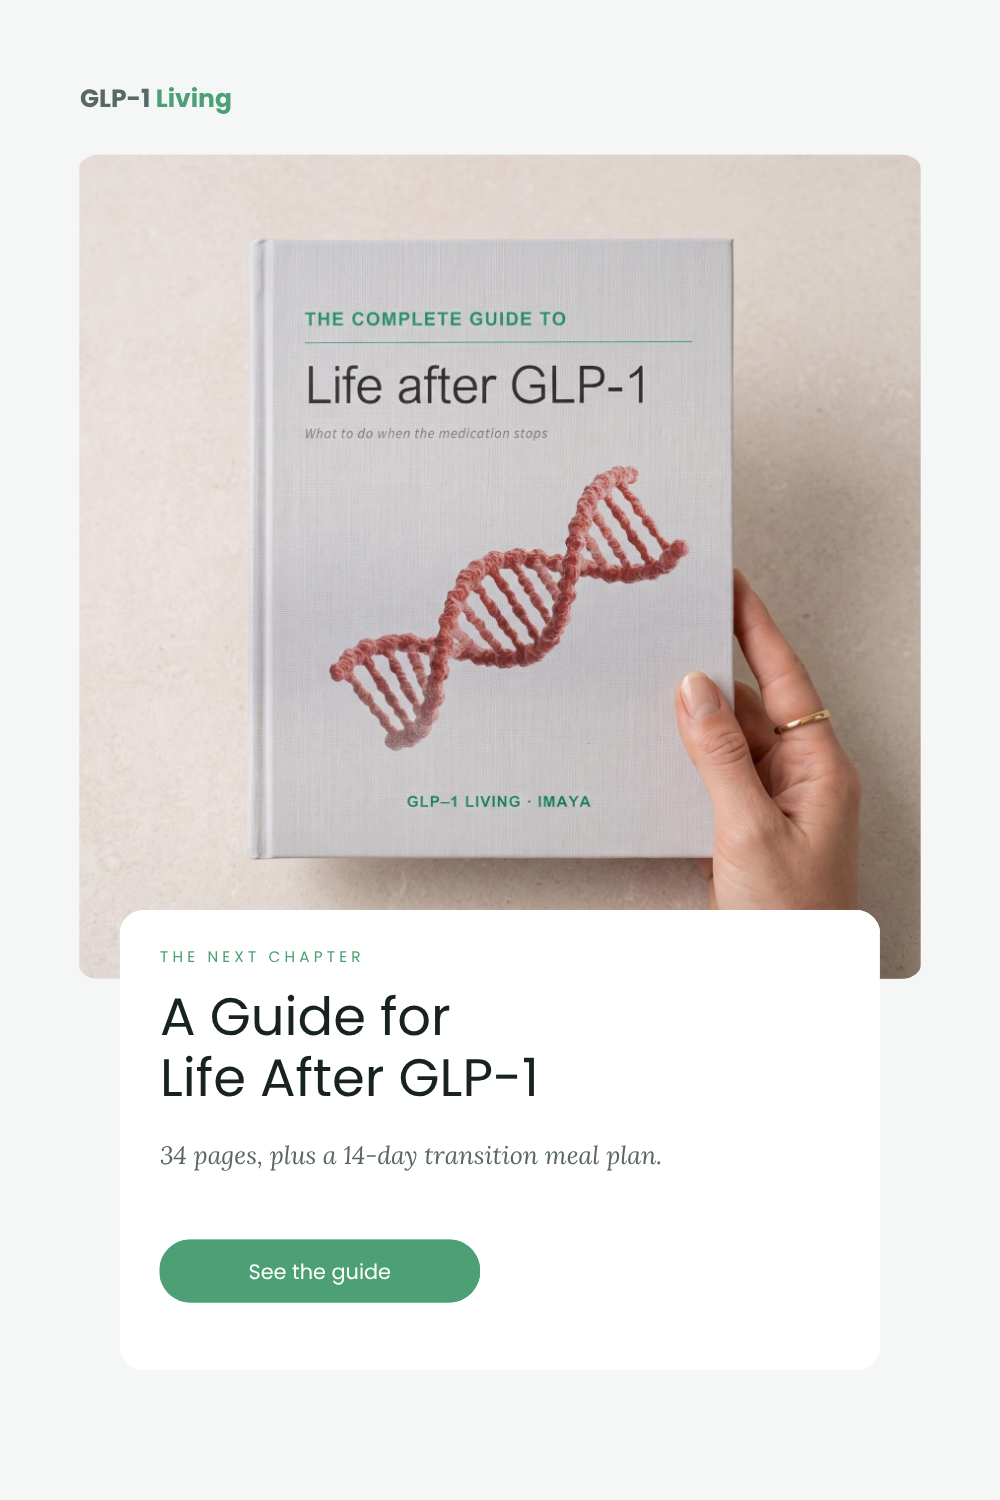 GLP-1 Living
THE COMPLETE GUIDE TO
Life after GLP-1
What to do when the medication stops
GLP–1 LIVING · IMAYA
THE NEXT CHAPTER
A Guide for
Life After GLP-1
34 pages, plus a 14-day transition meal plan.
See the guide